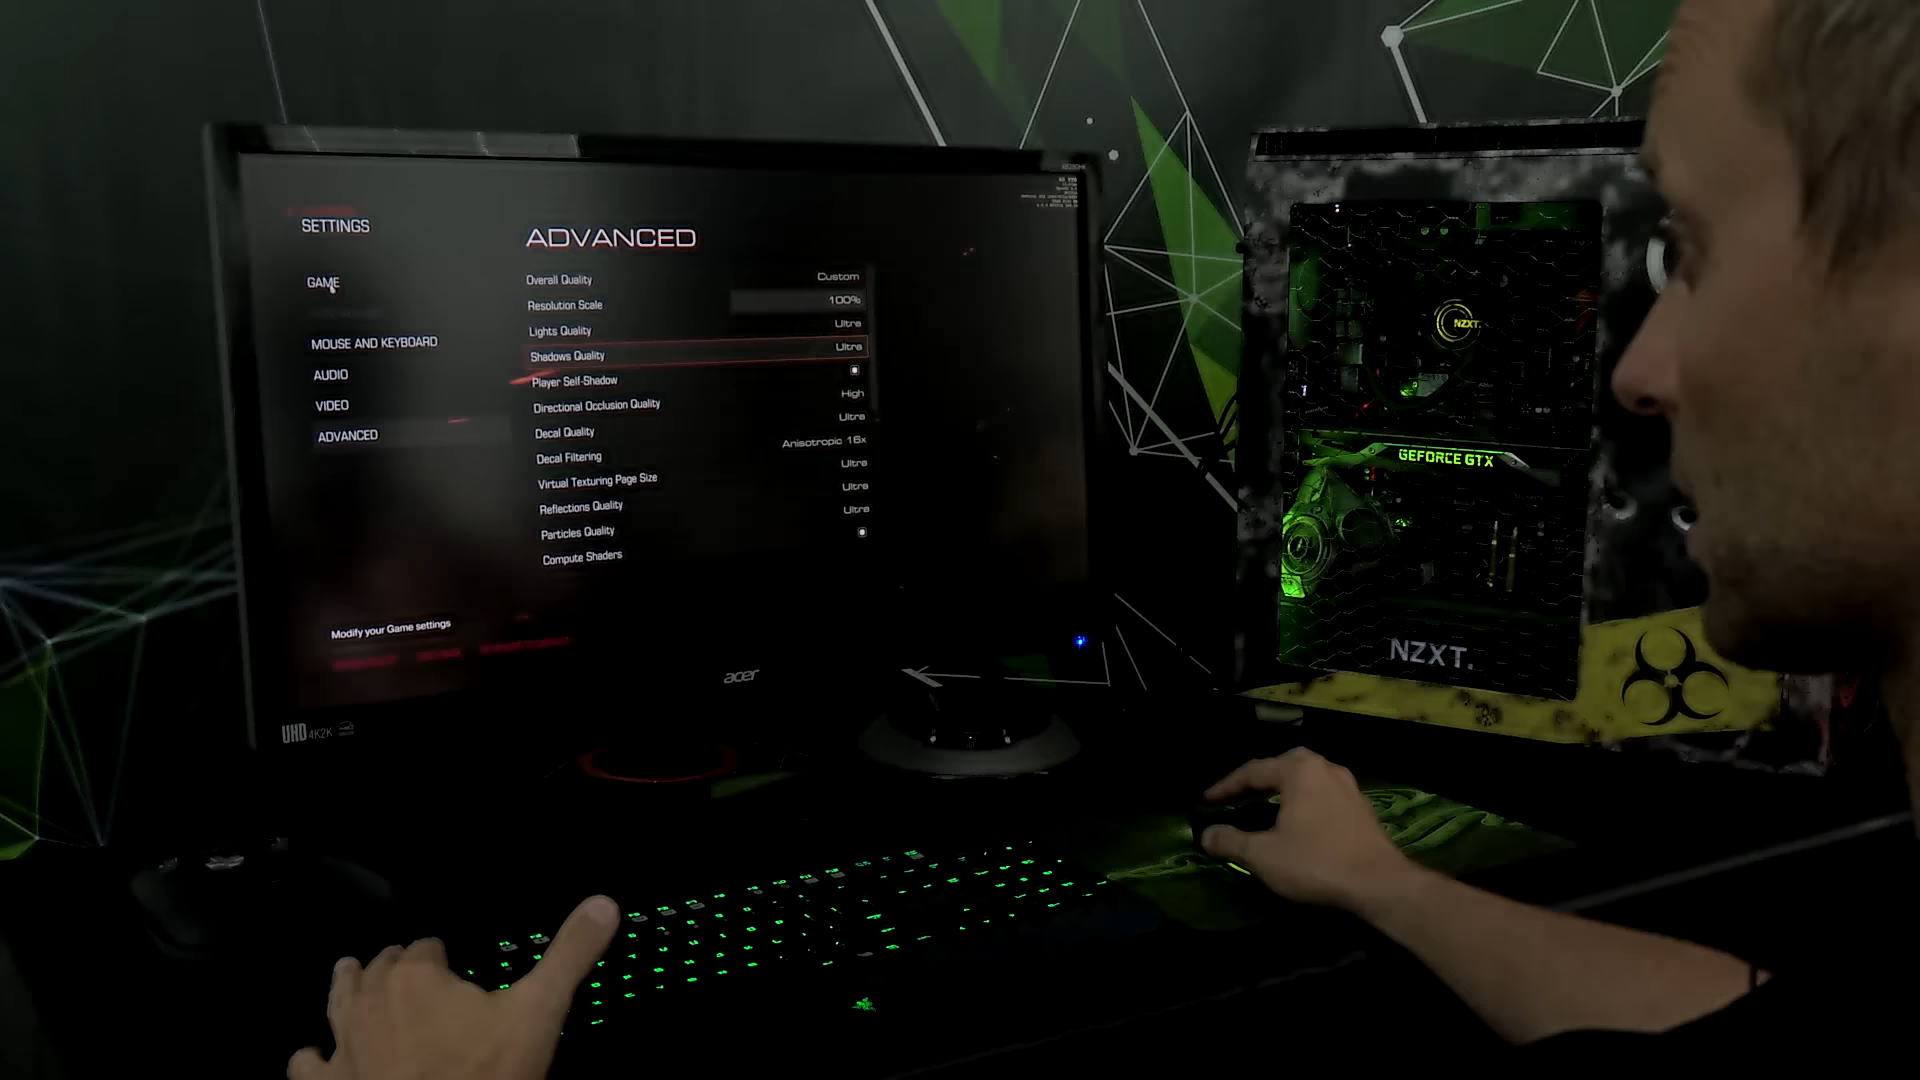 SETTINGS
GAME
MOUSE AND KEYBOARD
AUDIO
VIDEO
ADVANCED
ADVANCED
Overall Quality Custom
Resolution Scale 100%
Lights Quality Ultra
Shadows Quality Ultra
Player Self-Shadow
Directional Occlusion Quality High
Decal Quality Ultra
Decal Filtering Anisotropic 16x
Virtual Texturing Page Size Ultra
Reflections Quality Ultra
Particles Quality Ultra
Compute Shaders
Modify your Game settings
acer
UHD 4K2K
NZXT
GEFORCE GTX
NZXT.